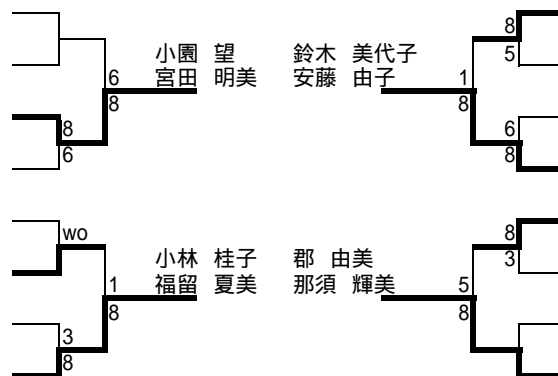 8
小園 望 鈴木 美代子
5
6 宮田 明美 安藤 由子 1
8 8
8 6
6 8
wo 8
小林 桂子 郡 由美
3
1 福留 夏美 那須 輝美 5
8 8
3
8